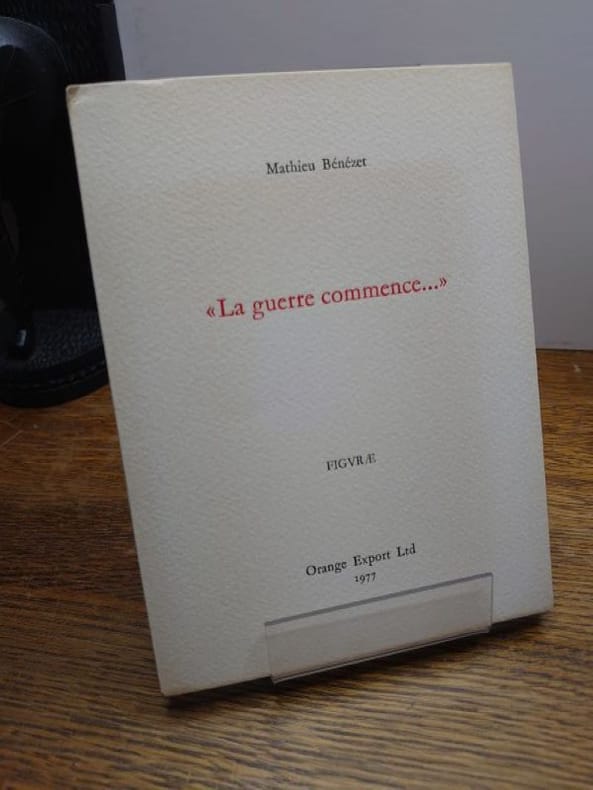 Mathieu Bénézet
«La guerre commence...»
FIGVRÆ
Orange Export Ltd
1977